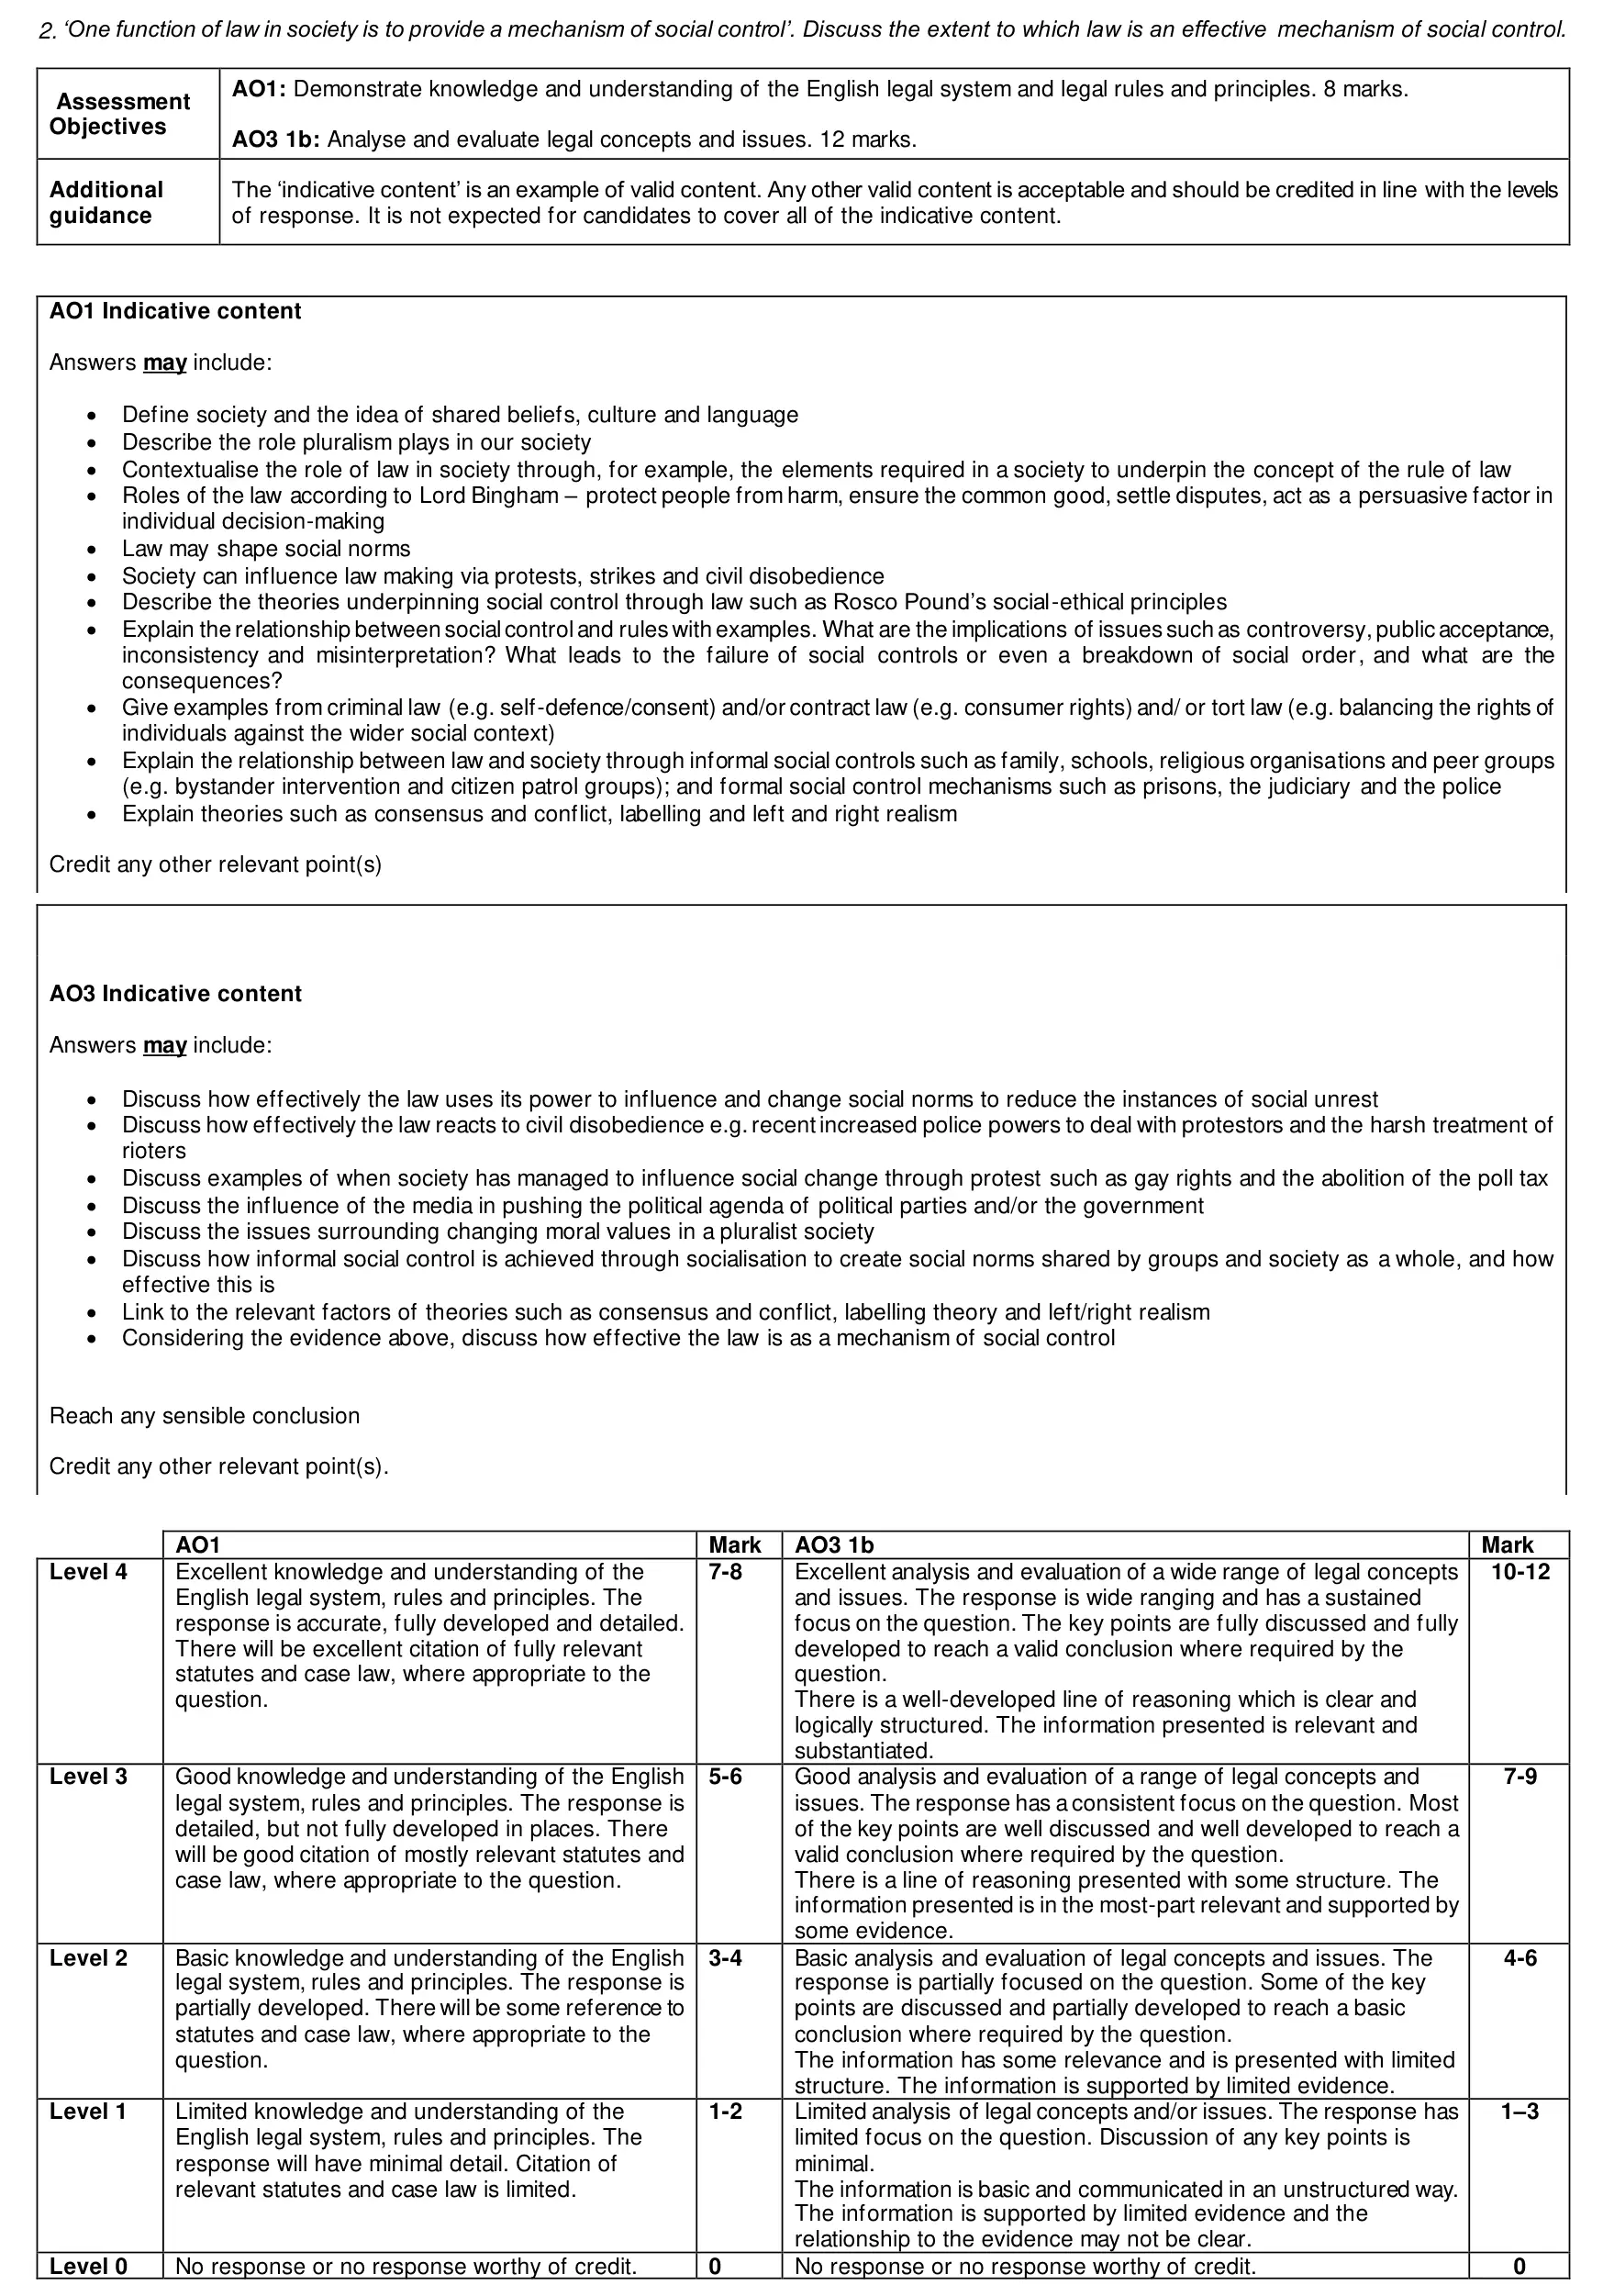 2. ‘One function of law in society is to provide a mechanism of social control’. Discuss the extent to which law is an effective mechanism of social control.
Assessment
Objectives
AO1: Demonstrate knowledge and understanding of the English legal system and legal rules and principles. 8 marks.
AO3 1b: Analyse and evaluate legal concepts and issues. 12 marks.
Additional
guidance
The ‘indicative content’ is an example of valid content. Any other valid content is acceptable and should be credited in line with the levels
of response. It is not expected for candidates to cover all of the indicative content.
AO1 Indicative content
Answers may include:
• Define society and the idea of shared beliefs, culture and language
• Describe the role pluralism plays in our society
• Contextualise the role of law in society through, for example, the elements required in a society to underpin the concept of the rule of law
• Roles of the law according to Lord Bingham – protect people from harm, ensure the common good, settle disputes, act as a persuasive factor in
individual decision-making
• Law may shape social norms
• Society can influence law making via protests, strikes and civil disobedience
• Describe the theories underpinning social control through law such as Rosco Pound’s social-ethical principles
• Explain the relationship between social control and rules with examples. What are the implications of issues such as controversy, public acceptance,
inconsistency and misinterpretation? What leads to the failure of social controls or even a breakdown of social order, and what are the
consequences?
• Give examples from criminal law (e.g. self-defence/consent) and/or contract law (e.g. consumer rights) and/ or tort law (e.g. balancing the rights of
individuals against the wider social context)
• Explain the relationship between law and society through informal social controls such as family, schools, religious organisations and peer groups
(e.g. bystander intervention and citizen patrol groups); and formal social control mechanisms such as prisons, the judiciary and the police
• Explain theories such as consensus and conflict, labelling and left and right realism
Credit any other relevant point(s)
AO3 Indicative content
Answers may include:
• Discuss how effectively the law uses its power to influence and change social norms to reduce the instances of social unrest
• Discuss how effectively the law reacts to civil disobedience e.g. recent increased police powers to deal with protestors and the harsh treatment of
rioters
• Discuss examples of when society has managed to influence social change through protest such as gay rights and the abolition of the poll tax
• Discuss the influence of the media in pushing the political agenda of political parties and/or the government
• Discuss the issues surrounding changing moral values in a pluralist society
• Discuss how informal social control is achieved through socialisation to create social norms shared by groups and society as a whole, and how
effective this is
• Link to the relevant factors of theories such as consensus and conflict, labelling theory and left/right realism
• Considering the evidence above, discuss how effective the law is as a mechanism of social control
Reach any sensible conclusion
Credit any other relevant point(s).
AO1 Mark AO3 1b Mark
Level 4
Excellent knowledge and understanding of the
English legal system, rules and principles. The
response is accurate, fully developed and detailed.
There will be excellent citation of fully relevant
statutes and case law, where appropriate to the
question.
7-8
Excellent analysis and evaluation of a wide range of legal concepts
and issues. The response is wide ranging and has a sustained
focus on the question. The key points are fully discussed and fully
developed to reach a valid conclusion where required by the
question.
There is a well-developed line of reasoning which is clear and
logically structured. The information presented is relevant and
substantiated.
10-12
Level 3
Good knowledge and understanding of the English
legal system, rules and principles. The response is
detailed, but not fully developed in places. There
will be good citation of mostly relevant statutes and
case law, where appropriate to the question.
5-6
Good analysis and evaluation of a range of legal concepts and
issues. The response has a consistent focus on the question. Most
of the key points are well discussed and well developed to reach a
valid conclusion where required by the question.
There is a line of reasoning presented with some structure. The
information presented is in the most-part relevant and supported by
some evidence.
7-9
Level 2
Basic knowledge and understanding of the English
legal system, rules and principles. The response is
partially developed. There will be some reference to
statutes and case law, where appropriate to the
question.
3-4
Basic analysis and evaluation of legal concepts and issues. The
response is partially focused on the question. Some of the key
points are discussed and partially developed to reach a basic
conclusion where required by the question.
The information has some relevance and is presented with limited
structure. The information is supported by limited evidence.
4-6
Level 1
Limited knowledge and understanding of the
English legal system, rules and principles. The
response will have minimal detail. Citation of
relevant statutes and case law is limited.
1-2
Limited analysis of legal concepts and/or issues. The response has
limited focus on the question. Discussion of any key points is
minimal.
The information is basic and communicated in an unstructured way.
The information is supported by limited evidence and the
relationship to the evidence may not be clear.
1–3
Level 0
No response or no response worthy of credit.
0
No response or no response worthy of credit.
0